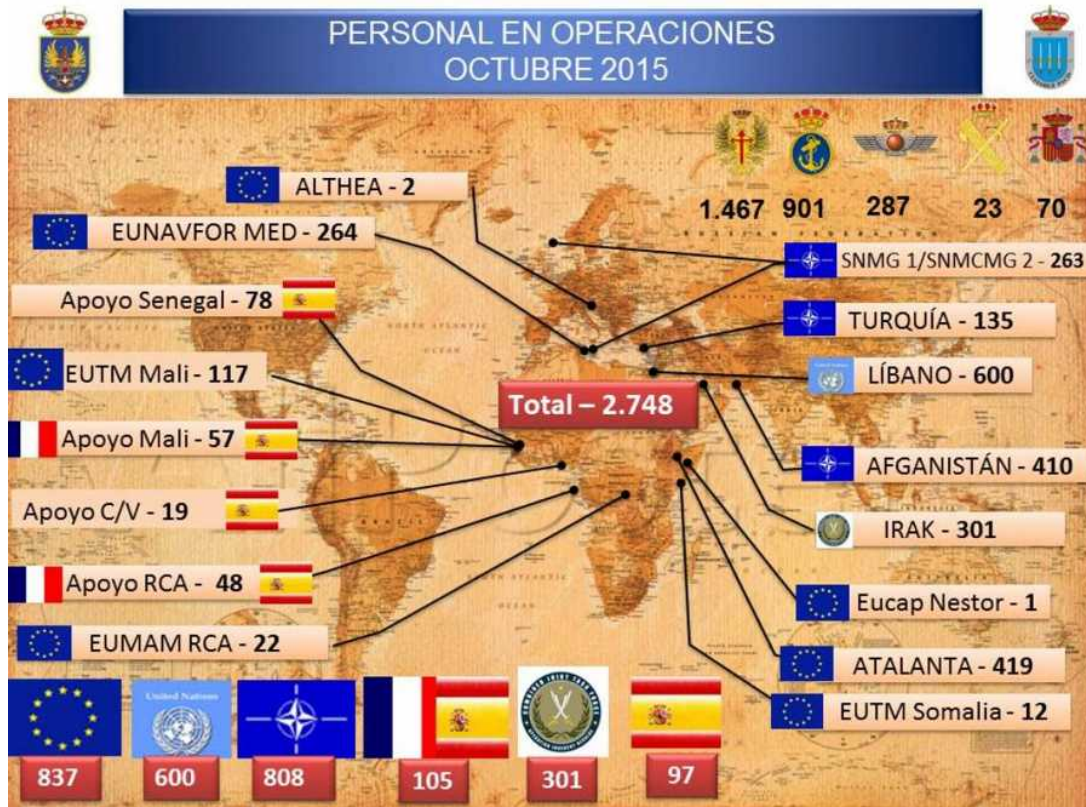 PERSONAL EN OPERACIONES
OCTUBRE 2015
1.467 901 287 23 70
ALTHEA - 2
EUNAVFOR MED - 264
Apoyo Senegal - 78
EUTM Mali - 117
Apoyo Mali - 57
Apoyo C/V - 19
Apoyo RCA - 48
EUMAM RCA - 22
Total – 2.748
SNMG 1/SNMCMG 2 - 263
TURQUÍA - 135
LÍBANO - 600
AFGANISTÁN - 410
IRAK - 301
Eucap Nestor - 1
ATALANTA - 419
EUTM Somalia - 12
United Nations
837 600 808 105 301 97